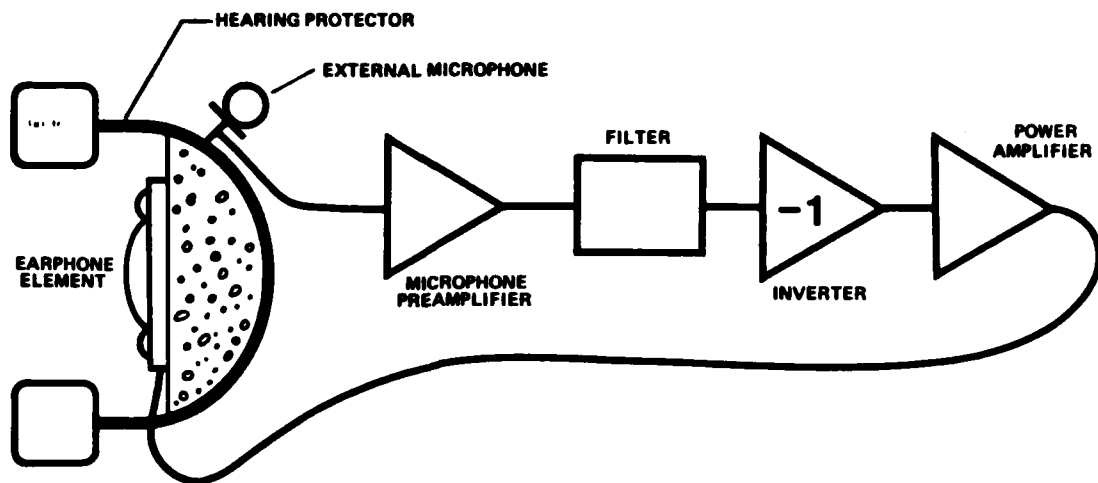 HEARING PROTECTOR
EXTERNAL MICROPHONE
FILTER
POWER
AMPLIFIER
-1
EARPHONE
ELEMENT
MICROPHONE
PREAMPLIFIER
INVERTER